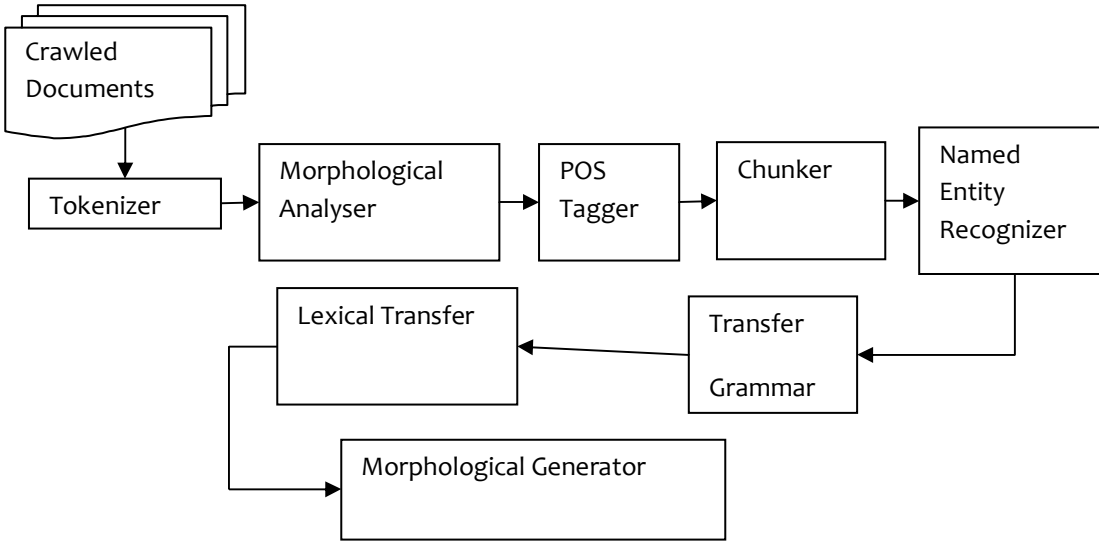 Crawled
Documents
Tokenizer
Morphological
Analyser
POS
Tagger
Chunker
Named
Entity
Recognizer
Lexical Transfer
Transfer
Grammar
Morphological Generator